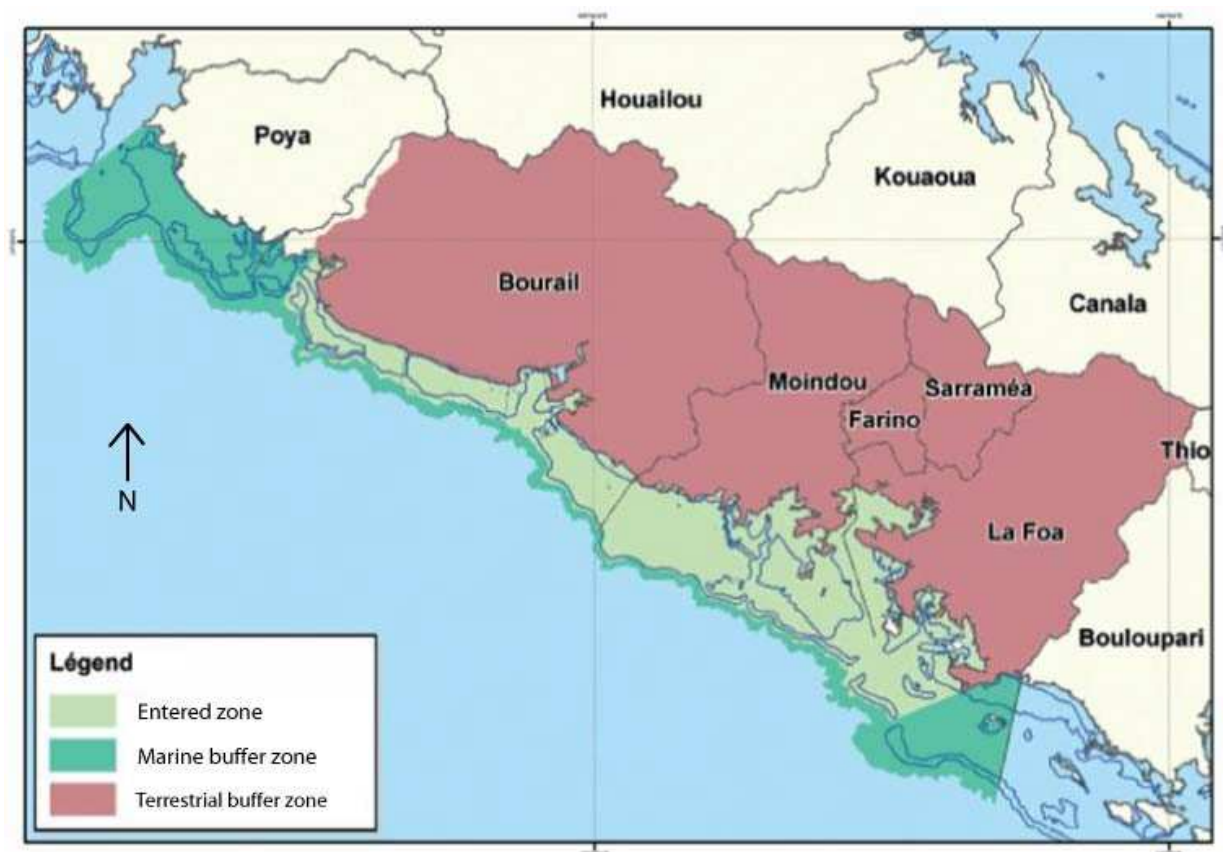 Houailou
Poya
Kouaoua
Bourail
Canala
Moindou
Sarraméa
Farino
Thio
N
La Foa
Bouloupari
Légend
Entered zone
Marine buffer zone
Terrestrial buffer zone